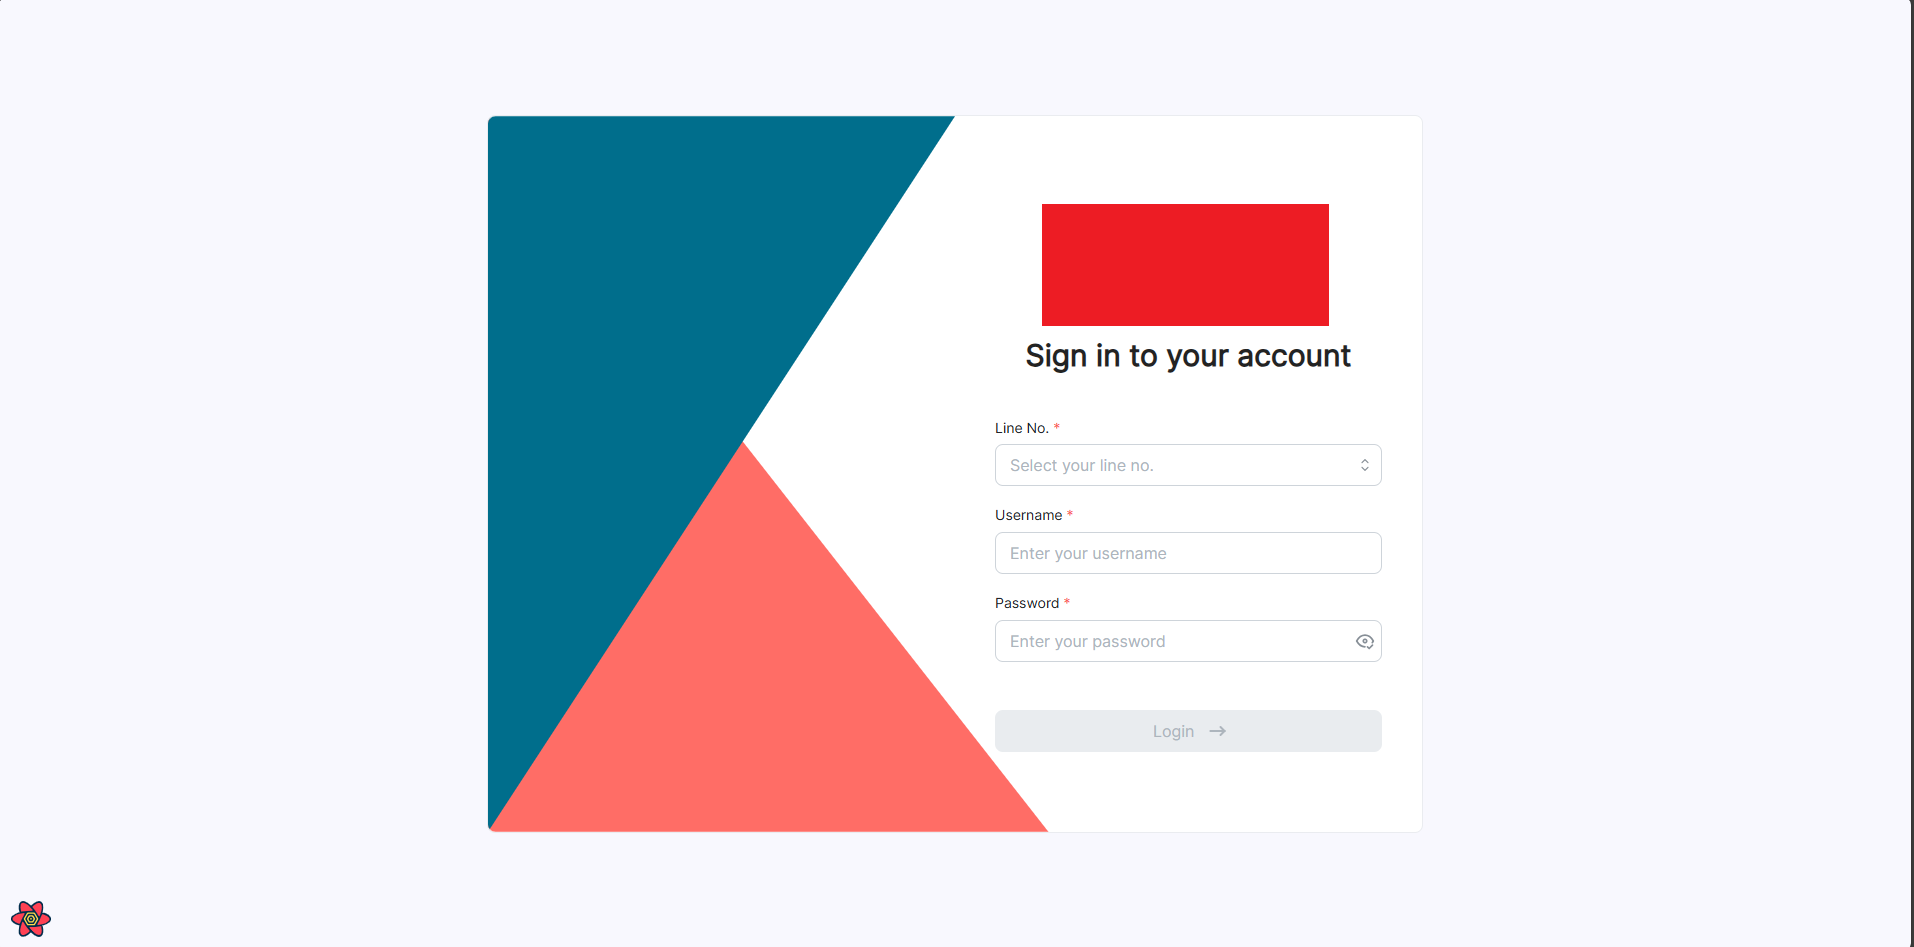 Sign in to your account
Line No. *
Select your line no.
Username *
Enter your username
Password *
Enter your password
Login →